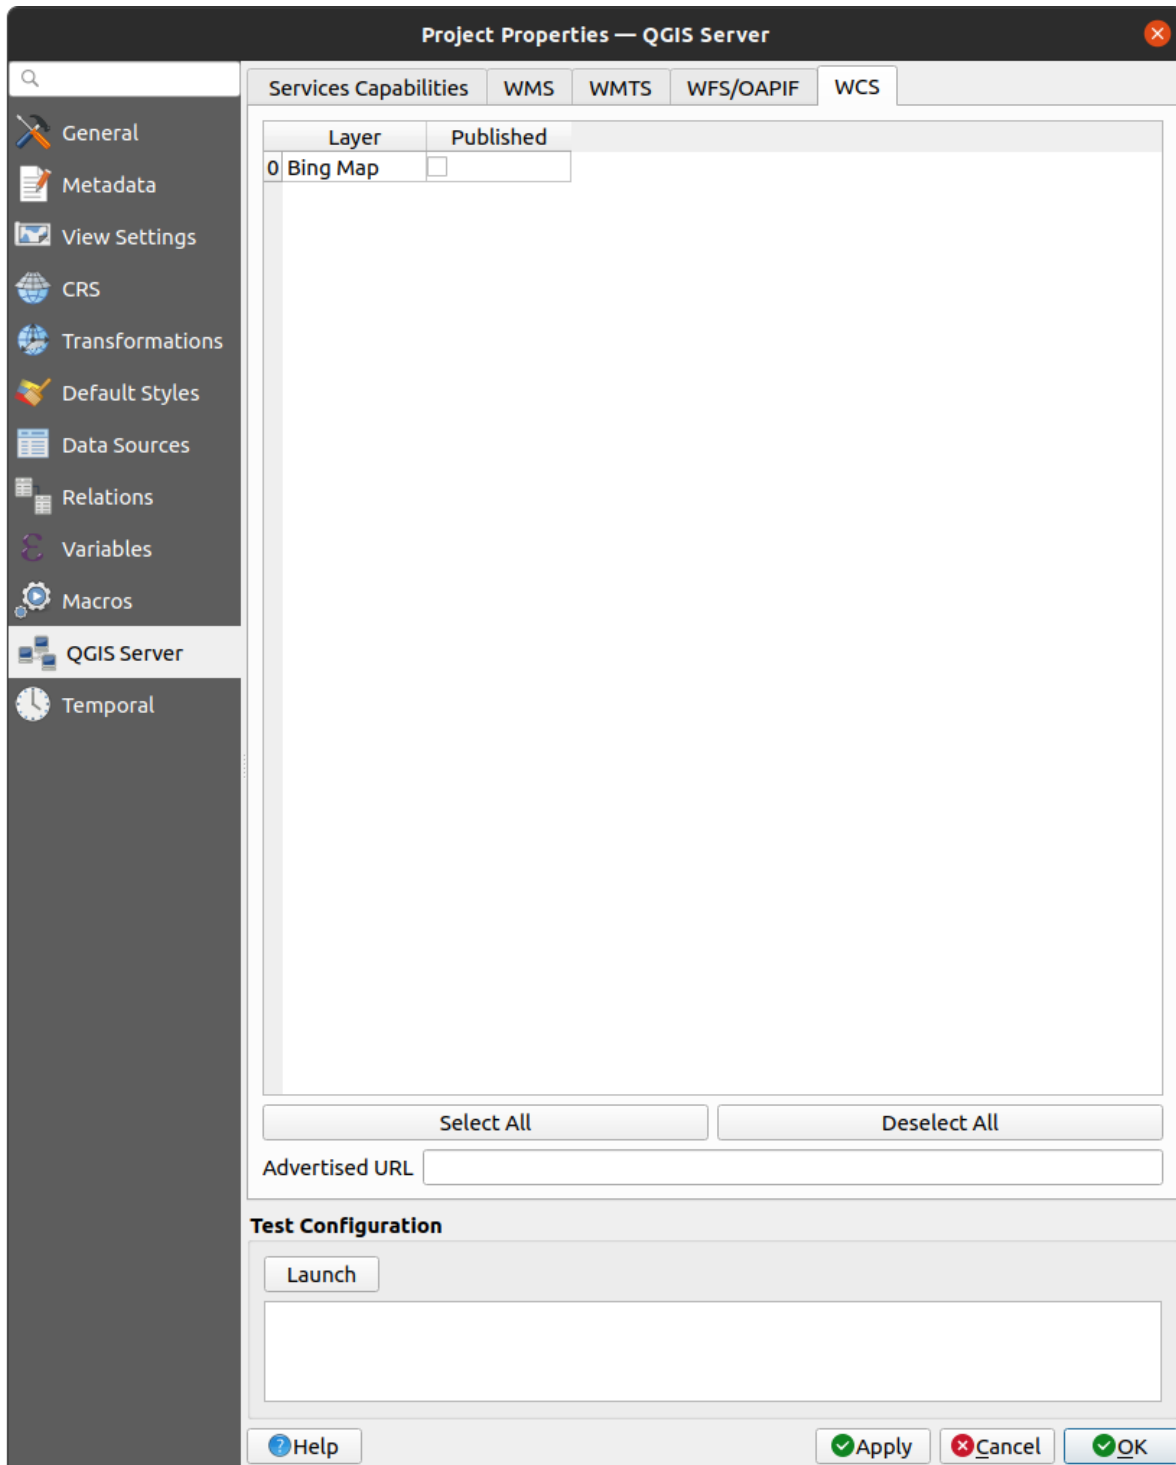 Project Properties — QGIS Server
Services Capabilities WMS WMTS WFS/OAPIF WCS
General
Metadata
View Settings
CRS
Transformations
Default Styles
Data Sources
Relations
Variables
Macros
QGIS Server
Temporal
Layer Published
0 Bing Map
Select All Deselect All
Advertised URL
Test Configuration
Launch
Help Apply Cancel OK